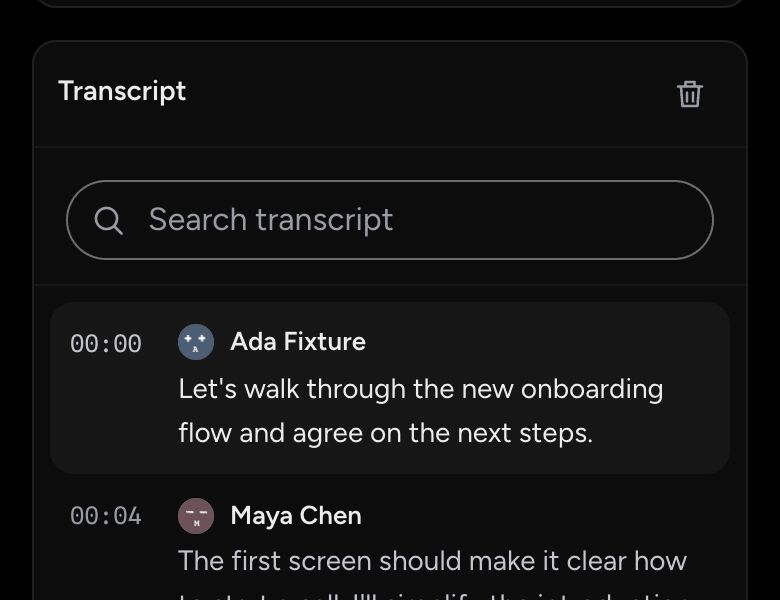 Transcript
Search transcript
00:00 Ada Fixture
Let's walk through the new onboarding
flow and agree on the next steps.
00:04 Maya Chen
The first screen should make it clear how